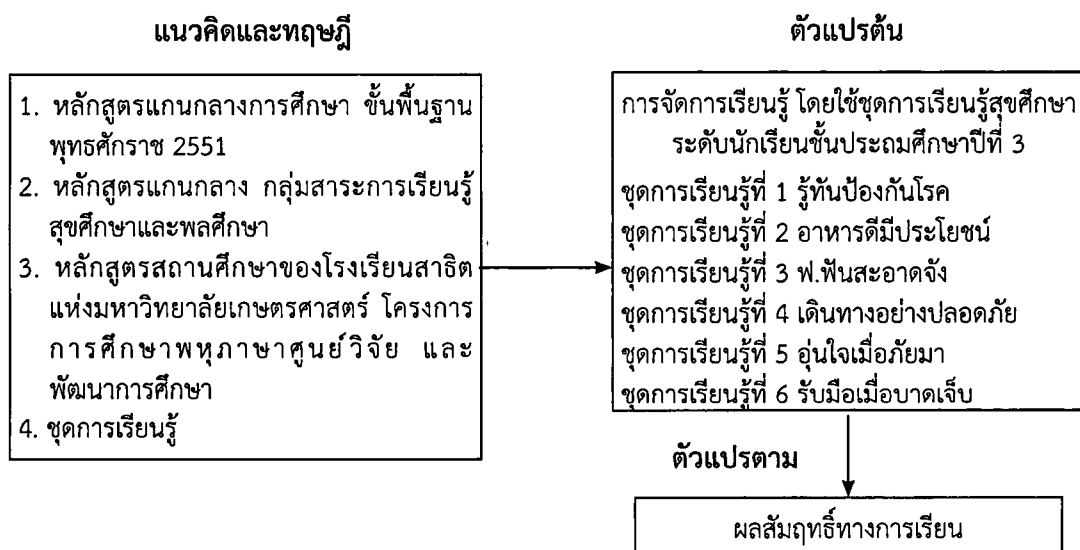 แนวคิดและทฤษฎี
1. หลักสูตรแกนกลางการศึกษา ขั้นพื้นฐาน
พุทธศักราช 2551
2. หลักสูตรแกนกลาง กลุ่มสาระการเรียนรู้
สุขศึกษาและพลศึกษา
3. หลักสูตรสถานศึกษาของโรงเรียนสาธิต
แห่งมหาวิทยาลัยเกษตรศาสตร์ โครงการ
การศึกษาพหุภาษาศูนย์วิจัย และ
พัฒนาการศึกษา
4. ชุดการเรียนรู้
ตัวแปรต้น
การจัดการเรียนรู้ โดยใช้ชุดการเรียนรู้สุขศึกษา
ระดับนักเรียนชั้นประถมศึกษาปีที่ 3
ชุดการเรียนรู้ที่ 1 รู้ทันป้องกันโรค
ชุดการเรียนรู้ที่ 2 อาหารดีมีประโยชน์
ชุดการเรียนรู้ที่ 3 ฟ.ฟันสะอาดจัง
ชุดการเรียนรู้ที่ 4 เดินทางอย่างปลอดภัย
ชุดการเรียนรู้ที่ 5 อุ่นใจเมื่อภัยมา
ชุดการเรียนรู้ที่ 6 รับมือเมื่อบาดเจ็บ
ตัวแปรตาม
ผลสัมฤทธิ์ทางการเรียน